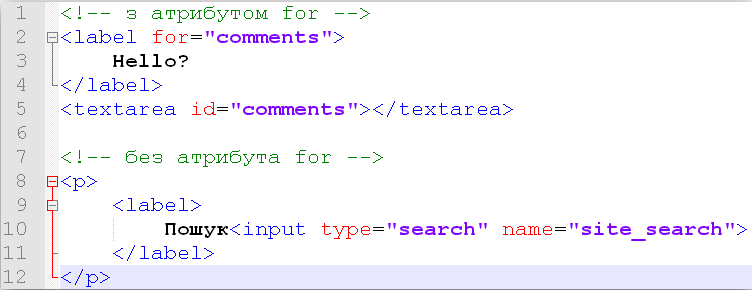 1 <!-- з атрибутом for -->
2 <label for="comments">
3     Hello?
4 </label>
5 <textarea id="comments"></textarea>
6
7 <!-- без атрибута for -->
8 <p>
9     <label>
10         Пошук<input type="search" name="site_search">
11     </label>
12 </p>